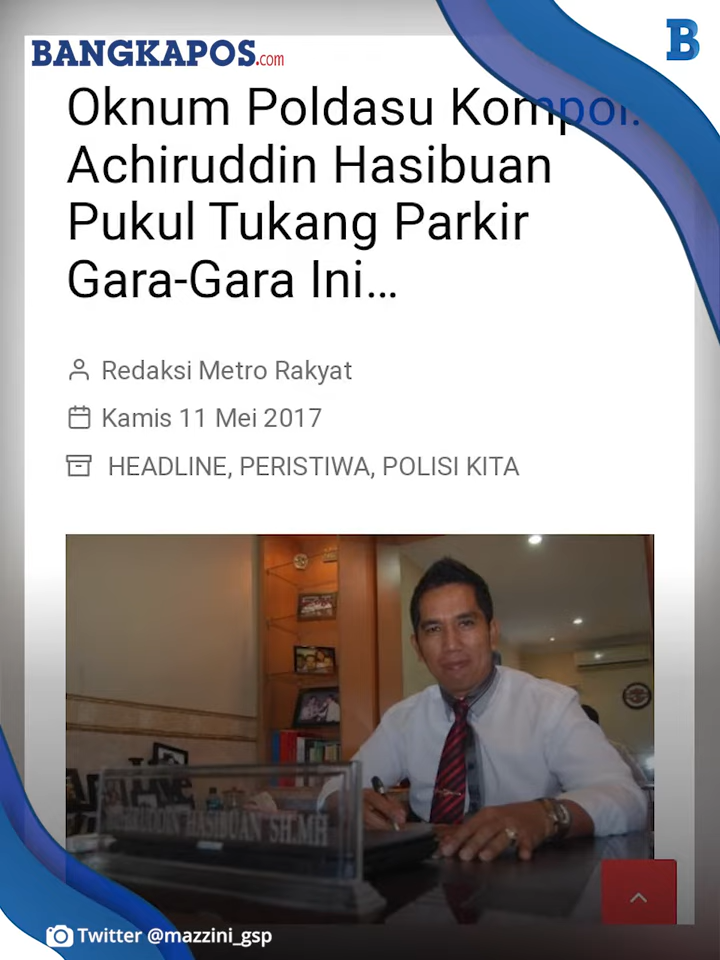 BANGKAPOS.com
B
Oknum Poldasu Kompol.
Achiruddin Hasibuan
Pukul Tukang Parkir
Gara-Gara Ini...
Redaksi Metro Rakyat
Kamis 11 Mei 2017
HEADLINE, PERISTIWA, POLISI KITA
HASIBUAN SH.MH
Twitter @mazzini_gsp